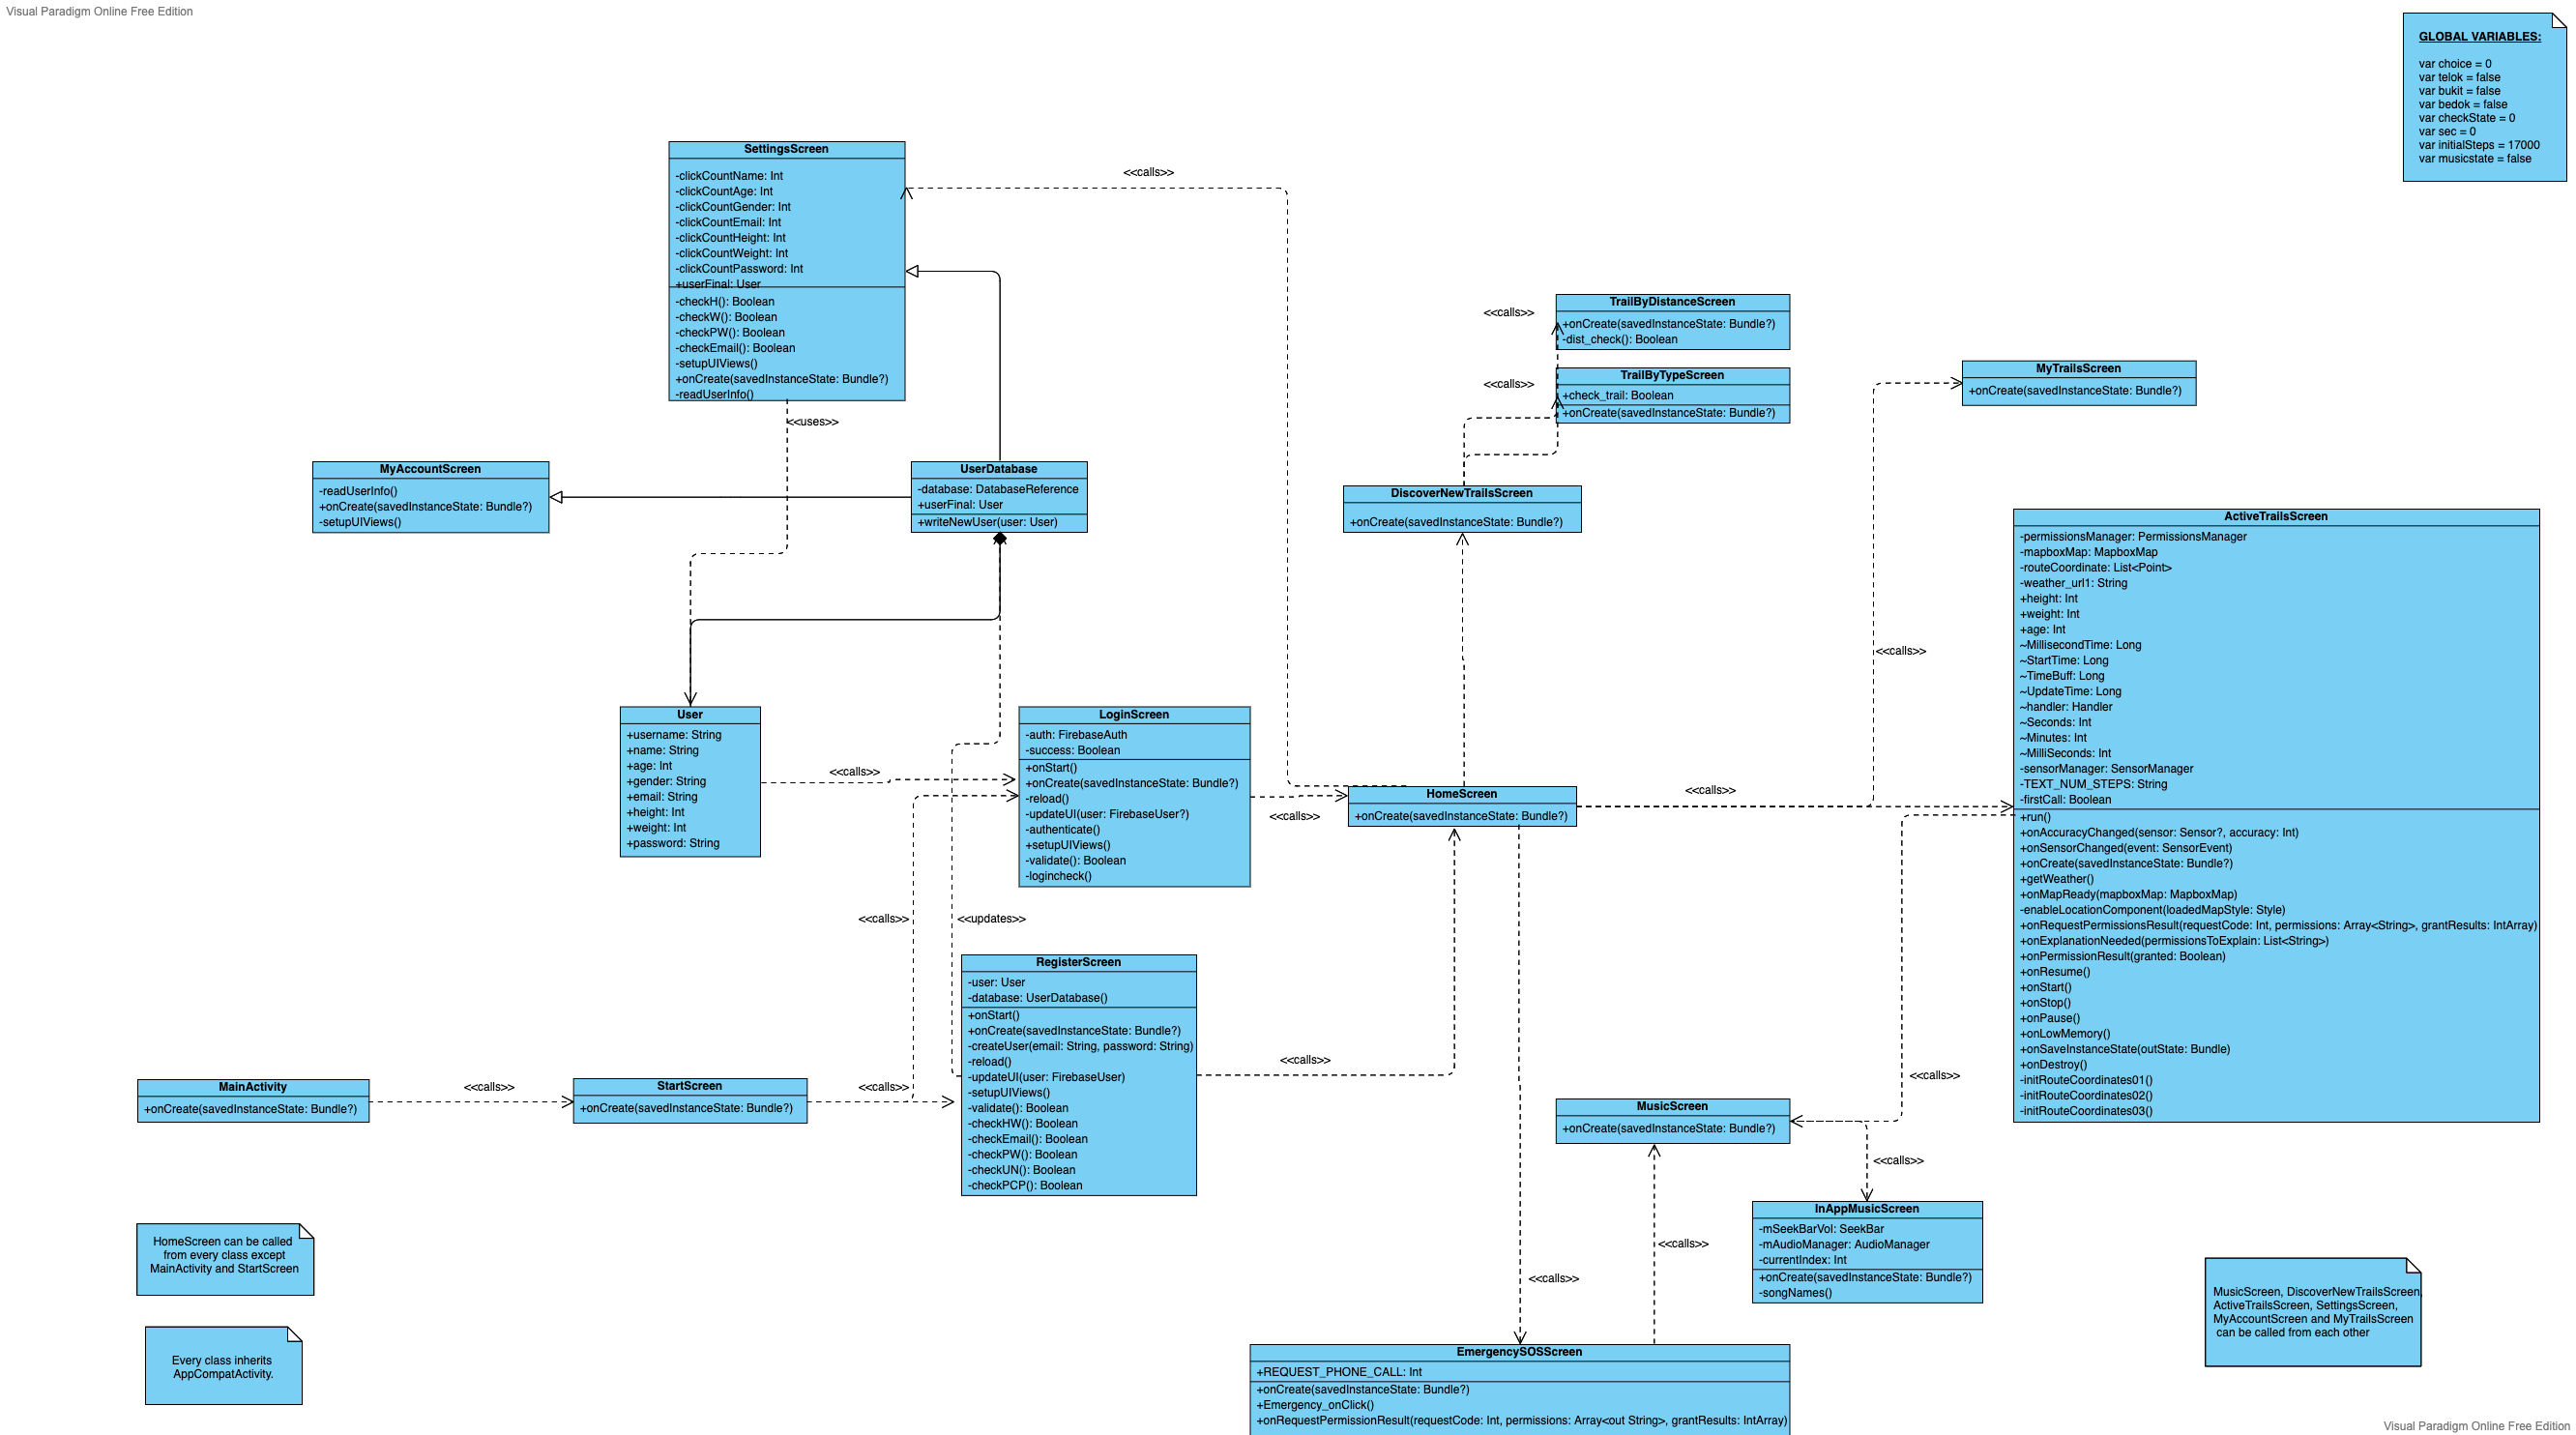 Visual Paradigm Online Free Edition
GLOBAL VARIABLES:
var choice = 0
var telok = false
var bukit = false
var bedok = false
var checkState = 0
var sec = 0
var initialSteps = 17000
var musicstate = false
SettingsScreen
-clickCountName: Int
-clickCountAge: Int
-clickCountGender: Int
-clickCountEmail: Int
-clickCountHeight: Int
-clickCountWeight: Int
-clickCountPassword: Int
+userFinal: User
-checkH(): Boolean
-checkW(): Boolean
-checkPW(): Boolean
-checkEmail(): Boolean
-setupUIViews()
+onCreate(savedInstanceState: Bundle?)
-readUserInfo()
<<calls>>
<<uses>>
<<calls>>
TrailByDistanceScreen
+onCreate(savedInstanceState: Bundle?)
-dist_check(): Boolean
<<calls>>
TrailByTypeScreen
+check_trail: Boolean
+onCreate(savedInstanceState: Bundle?)
MyTrailsScreen
+onCreate(savedInstanceState: Bundle?)
MyAccountScreen
-readUserInfo()
+onCreate(savedInstanceState: Bundle?)
-setupUIViews()
UserDatabase
-database: DatabaseReference
+userFinal: User
+writeNewUser(user: User)
DiscoverNewTrailsScreen
+onCreate(savedInstanceState: Bundle?)
ActiveTrailsScreen
-permissionsManager: PermissionsManager
-mapboxMap: MapboxMap
-routeCoordinate: List<Point>
-weather_url1: String
+height: Int
+weight: Int
+age: Int
~MillisecondTime: Long
~StartTime: Long
~TimeBuff: Long
~UpdateTime: Long
~handler: Handler
~Seconds: Int
~Minutes: Int
~MilliSeconds: Int
-sensorManager: SensorManager
-TEXT_NUM_STEPS: String
-firstCall: Boolean
+run()
+onAccuracyChanged(sensor: Sensor?, accuracy: Int)
+onSensorChanged(event: SensorEvent)
+onCreate(savedInstanceState: Bundle?)
+getWeather()
+onMapReady(mapboxMap: MapboxMap)
-enableLocationComponent(loadedMapStyle: Style)
+onRequestPermissionsResult(requestCode: Int, permissions: Array<String>, grantResults: IntArray)
+onExplanationNeeded(permissionsToExplain: List<String>)
+onPermissionResult(granted: Boolean)
+onResume()
+onStart()
+onStop()
+onPause()
+onLowMemory()
+onSaveInstanceState(outState: Bundle)
+onDestroy()
-initRouteCoordinates01()
-initRouteCoordinates02()
-initRouteCoordinates03()
<<calls>>
User
+username: String
+name: String
+age: Int
+gender: String
+email: String
+height: Int
+weight: Int
+password: String
<<calls>>
LoginScreen
-auth: FirebaseAuth
-success: Boolean
+onStart()
+onCreate(savedInstanceState: Bundle?)
-reload()
-updateUI(user: FirebaseUser?)
-authenticate()
+setupUIViews()
-validate(): Boolean
-logincheck()
<<calls>>
HomeScreen
+onCreate(savedInstanceState: Bundle?)
<<calls>>
<<calls>>
<<updates>>
RegisterScreen
-user: User
-database: UserDatabase()
+onStart()
+onCreate(savedInstanceState: Bundle?)
-createUser(email: String, password: String)
-reload()
-updateUI(user: FirebaseUser)
-setupUIViews()
-validate(): Boolean
-checkHW(): Boolean
-checkEmail(): Boolean
-checkPW(): Boolean
-checkUN(): Boolean
-checkPCP(): Boolean
<<calls>>
MainActivity
+onCreate(savedInstanceState: Bundle?)
<<calls>>
StartScreen
+onCreate(savedInstanceState: Bundle?)
<<calls>>
<<calls>>
MusicScreen
+onCreate(savedInstanceState: Bundle?)
<<calls>>
InAppMusicScreen
-mSeekBarVol: SeekBar
-mAudioManager: AudioManager
-currentIndex: Int
+onCreate(savedInstanceState: Bundle?)
-songNames()
<<calls>>
<<calls>>
EmergencySOSScreen
+REQUEST_PHONE_CALL: Int
+onCreate(savedInstanceState: Bundle?)
+Emergency_onClick()
+onRequestPermissionResult(requestCode: Int, permissions: Array<out String>, grantResults: IntArray)
HomeScreen can be called
from every class except
MainActivity and StartScreen
Every class inherits
AppCompatActivity.
MusicScreen, DiscoverNewTrailsScreen,
ActiveTrailsScreen, SettingsScreen,
MyAccountScreen and MyTrailsScreen
can be called from each other
Visual Paradigm Online Free Edition